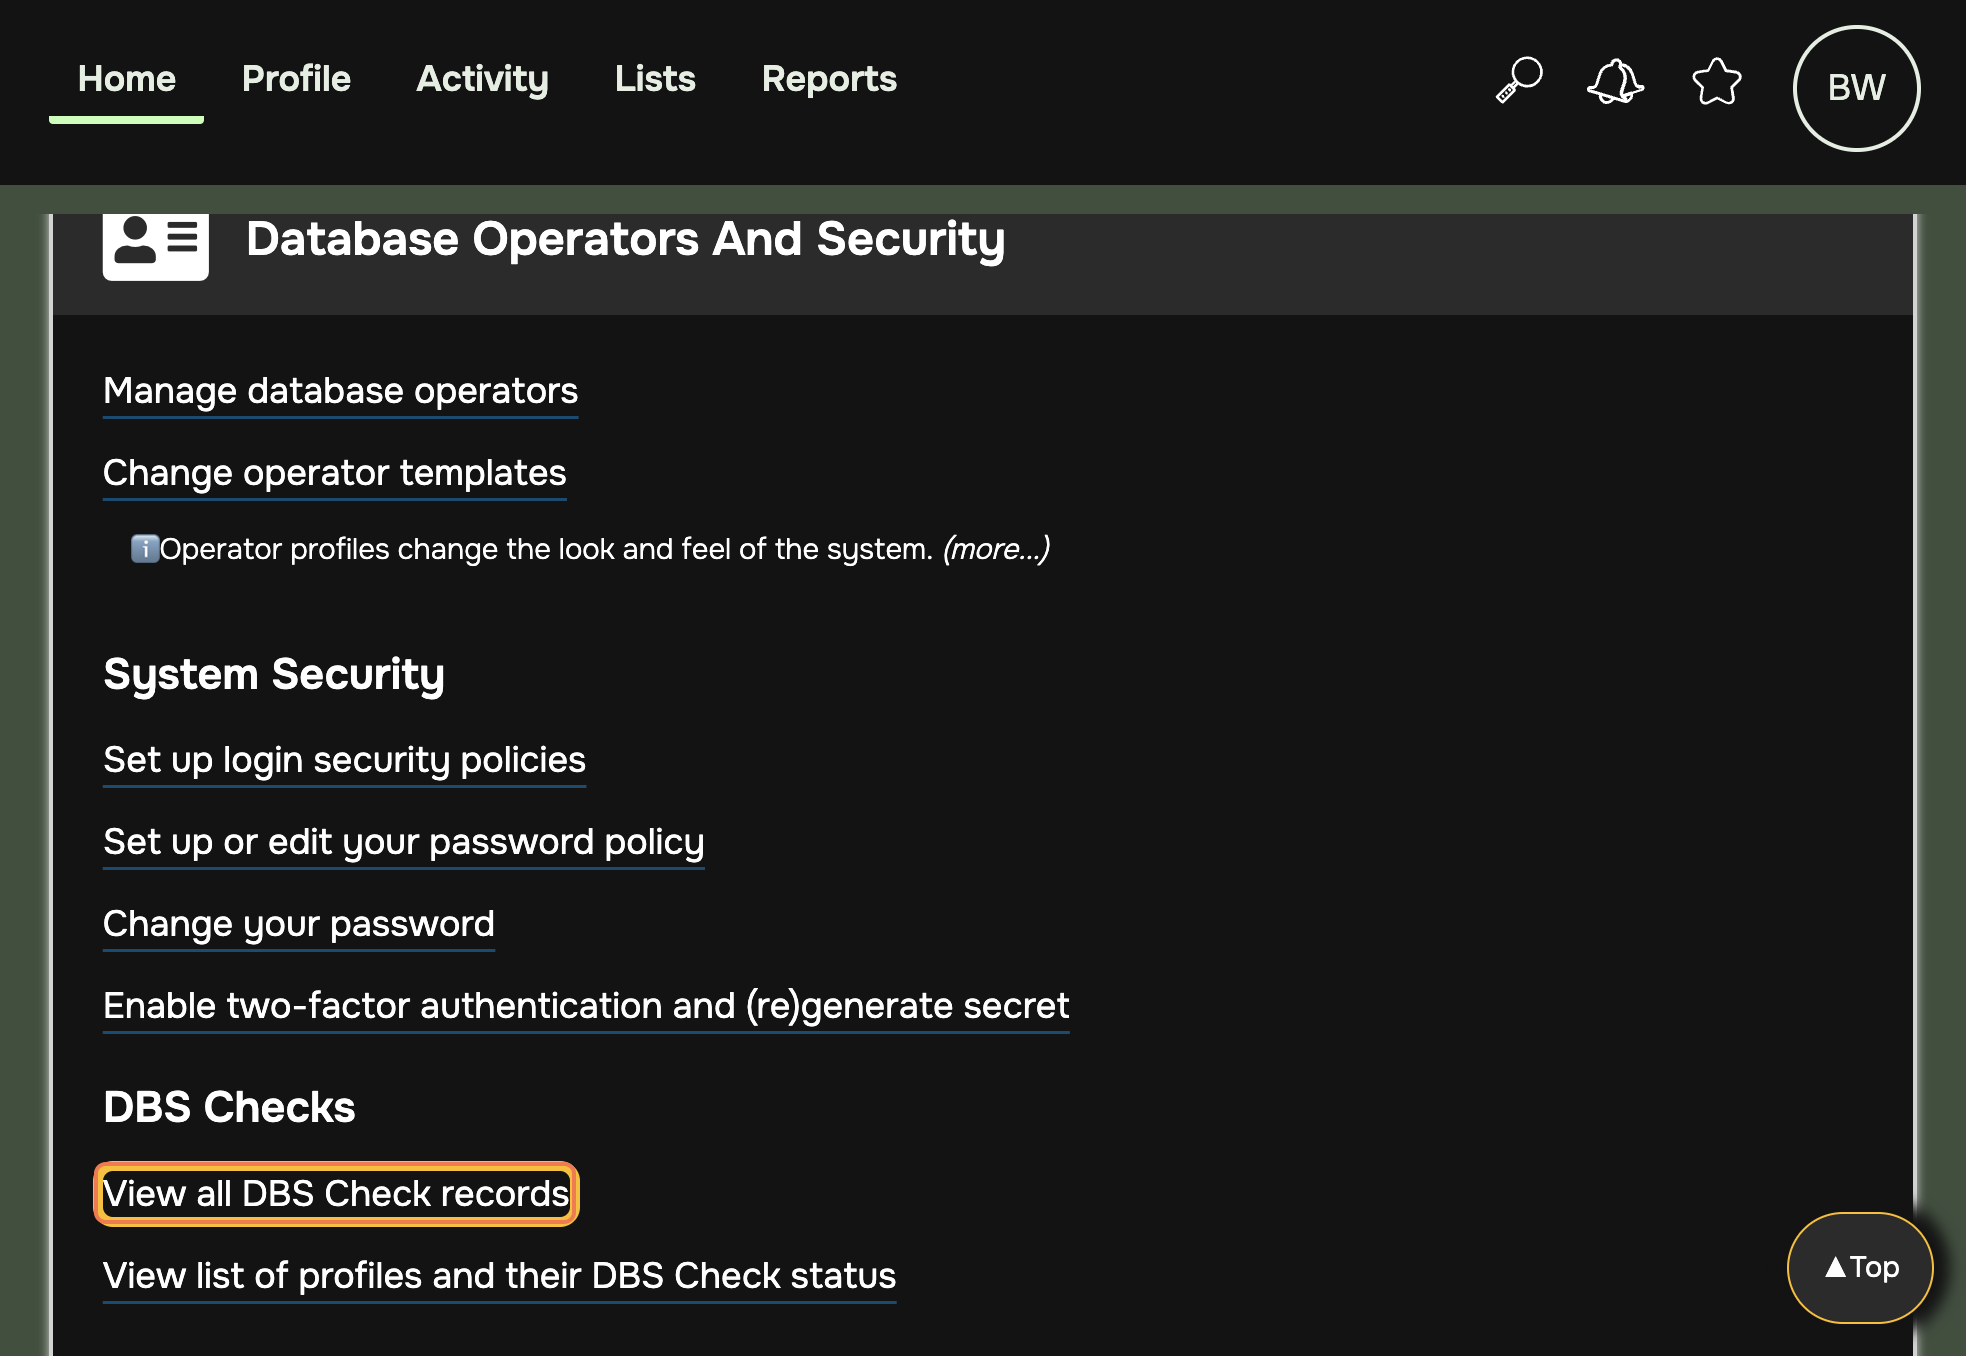 Home Profile Activity Lists Reports BW
Database Operators And Security
Manage database operators
Change operator templates
iOperator profiles change the look and feel of the system. (more...)
System Security
Set up login security policies
Set up or edit your password policy
Change your password
Enable two-factor authentication and (re)generate secret
DBS Checks
View all DBS Check records
View list of profiles and their DBS Check status
▲Top